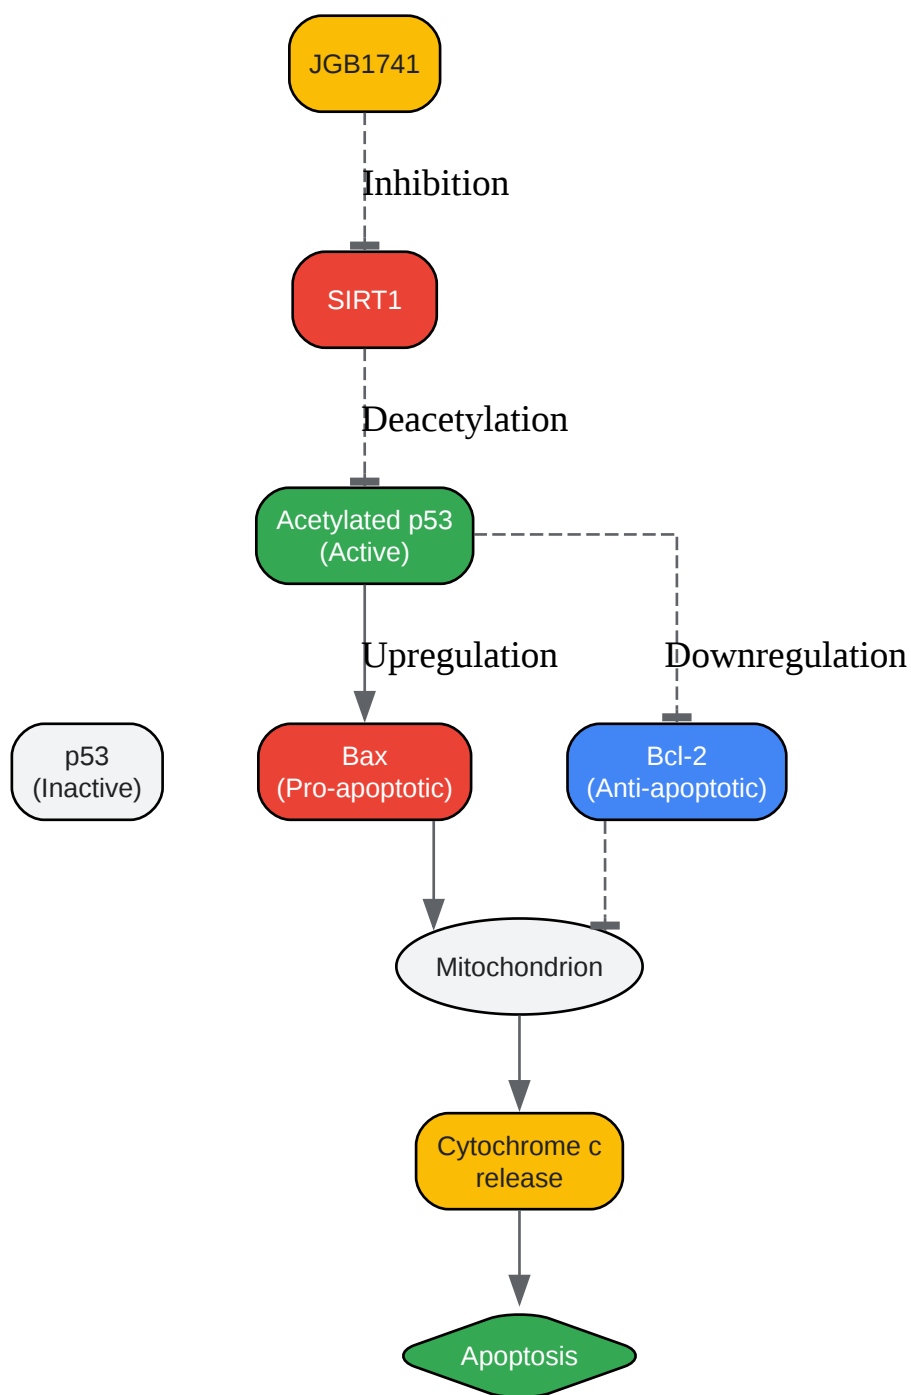 JGB1741
Inhibition
SIRT1
Deacetylation
Acetylated p53
(Active)
Upregulation
Downregulation
p53
(Inactive)
Bax
(Pro-apoptotic)
Bcl-2
(Anti-apoptotic)
Mitochondrion
Cytochrome c
release
Apoptosis